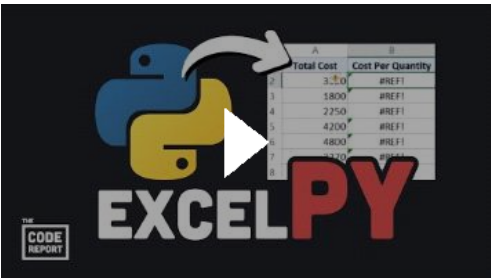 A B
Total Cost Cost Per Quantity
2 #REF!
3 1800 #REF!
4 2250 #REF!
5 4200 #REF!
6 4800 #REF!
7 #REF!
8
EXCELPY
THE
CODE
REPORT